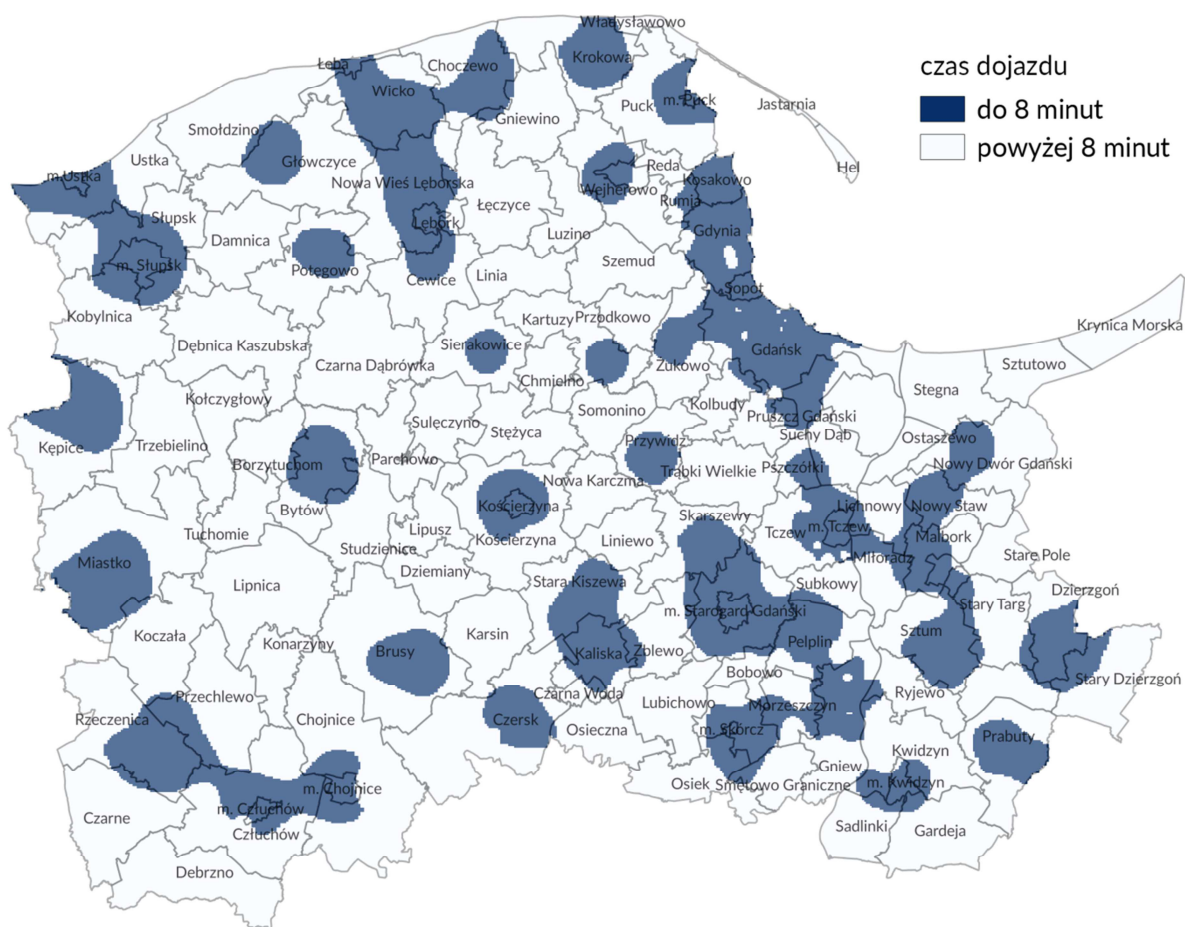 Władysławowo
Łeba
Choczewo
Krokowa
czas dojazdu
do 8 minut
powyżej 8 minut
Wicko
Puck
m. Puck
Jastarnia
Gniewino
Smołdzino
Główczyce
Ustka
m.Ustka
Nowa Wieś Lęborska
Wejherowo
Reda
Hel
Kosakowo
Rumia
Słupsk
Łęczyce
Lębork
Gdynia
Damnica
Luzino
m. Słupsk
Potęgowo
Szemud
Cewice
Linia
Sopot
Kobylnica
Kartuzy
Przodkowo
Krynica Morska
Dębnica Kaszubska
Sierakowice
Gdańsk
Czarna Dąbrówka
Żukowo
Sztutowo
Chmielno
Stegna
Kołczygłowy
Kolbudy
Somonino
Pruszcz Gdański
Sulęczyno
Stężyca
Suchy Dąb
Ostaszewo
Kępice
Trzebielino
Przywidz
Borzytuchom
Parchowo
Pszczółki
Nowy Dwór Gdański
Trąbki Wielkie
Nowa Karczma
Bytów
Kościerzyna
Lichnowy
Nowy Staw
Skarszewy
Tuchomie
Lipusz
Kościerzyna
Liniewo
Tczew
m. Tczew
Malbork
Studzienice
Stare Pole
Miastko
Miłoradz
Dziemiany
Lipnica
Stara Kiszewa
Subkowy
Dzierzgoń
Stary Targ
m. Starogard Gdański
Koczała
Karsin
Sztum
Konarzyny
Pelplin
Brusy
Kaliska
Zblewo
Bobowo
Stary Dzierzgoń
Przechlewo
Czarna Woda
Ryjewo
Lubichowo
Morzeszczyn
Rzeczenica
Chojnice
Czersk
Osieczna
m. Skórcz
Prabuty
Kwidzyn
Gniew
Osiek
Smętowo Graniczne
m. Kwidzyn
m. Chojnice
m. Człuchów
Czarne
Człuchów
Sadlinki
Gardeja
Debrzno